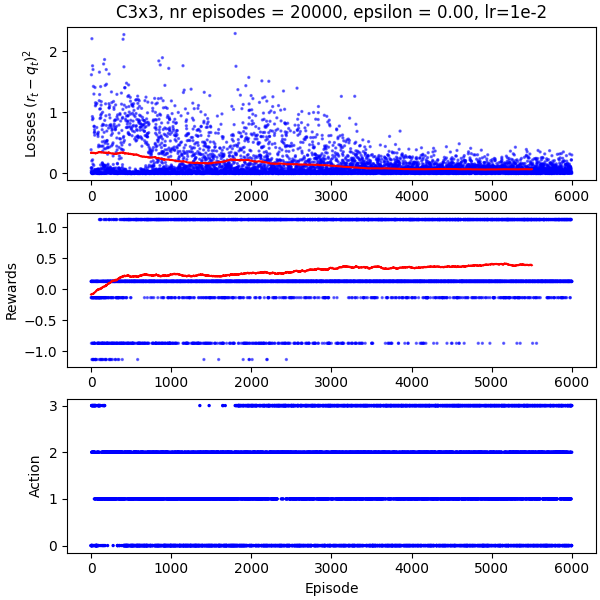 C3x3, nr episodes = 20000, epsilon = 0.00, lr=1e-2
Losses $(r_t - q_t)^2$
2
1
0
0 1000 2000 3000 4000 5000 6000
Rewards
1.0
0.5
0.0
−0.5
−1.0
0 1000 2000 3000 4000 5000 6000
Action
3
2
1
0
0 1000 2000 3000 4000 5000 6000
Episode